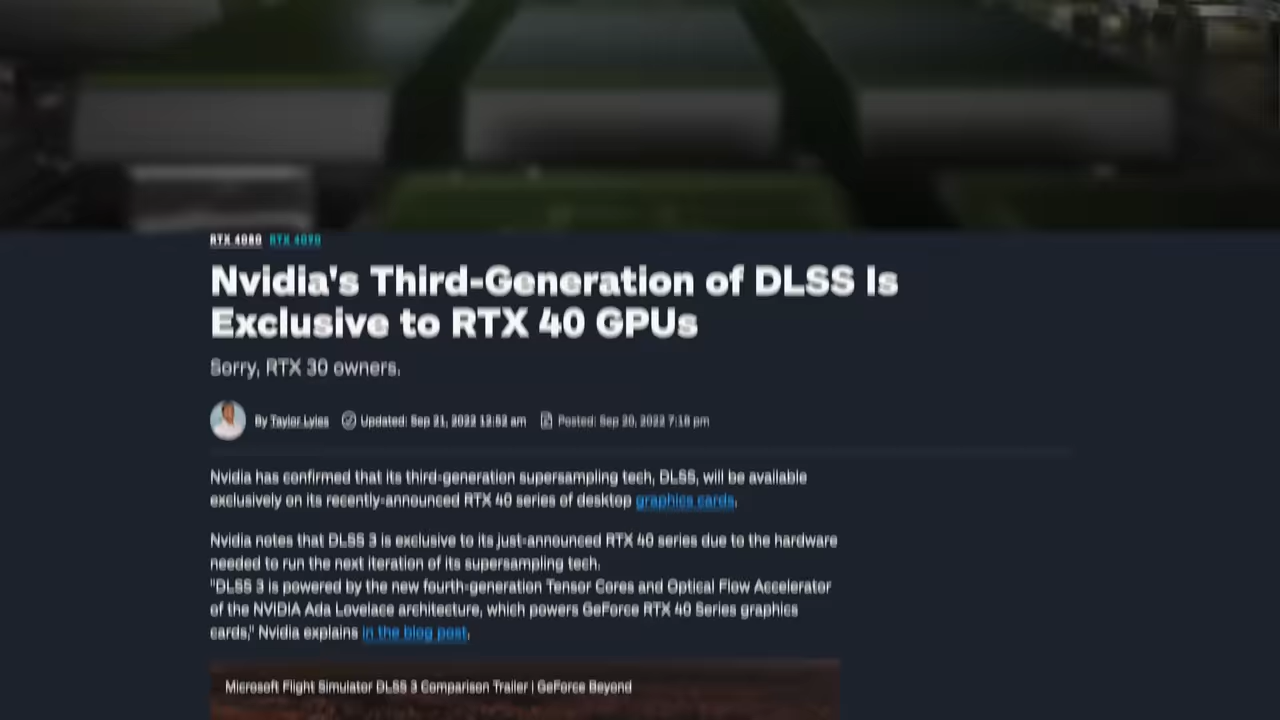 RTX 4080 RTX 4090
Nvidia's Third-Generation of DLSS Is
Exclusive to RTX 40 GPUs
Sorry, RTX 30 owners.
By Taylor Lyles Updated: Sep 21, 2022 12:52 am Posted: Sep 20, 2022 7:18 pm
Nvidia has confirmed that its third-generation supersampling tech, DLSS, will be available
exclusively on its recently-announced RTX 40 series of desktop graphics cards.
Nvidia notes that DLSS 3 is exclusive to its just-announced RTX 40 series due to the hardware
needed to run the next iteration of its supersampling tech.
"DLSS 3 is powered by the new fourth-generation Tensor Cores and Optical Flow Accelerator
of the NVIDIA Ada Lovelace architecture, which powers GeForce RTX 40 Series graphics
cards," Nvidia explains in the blog post.
Microsoft Flight Simulator DLSS 3 Comparison Trailer | GeForce Beyond